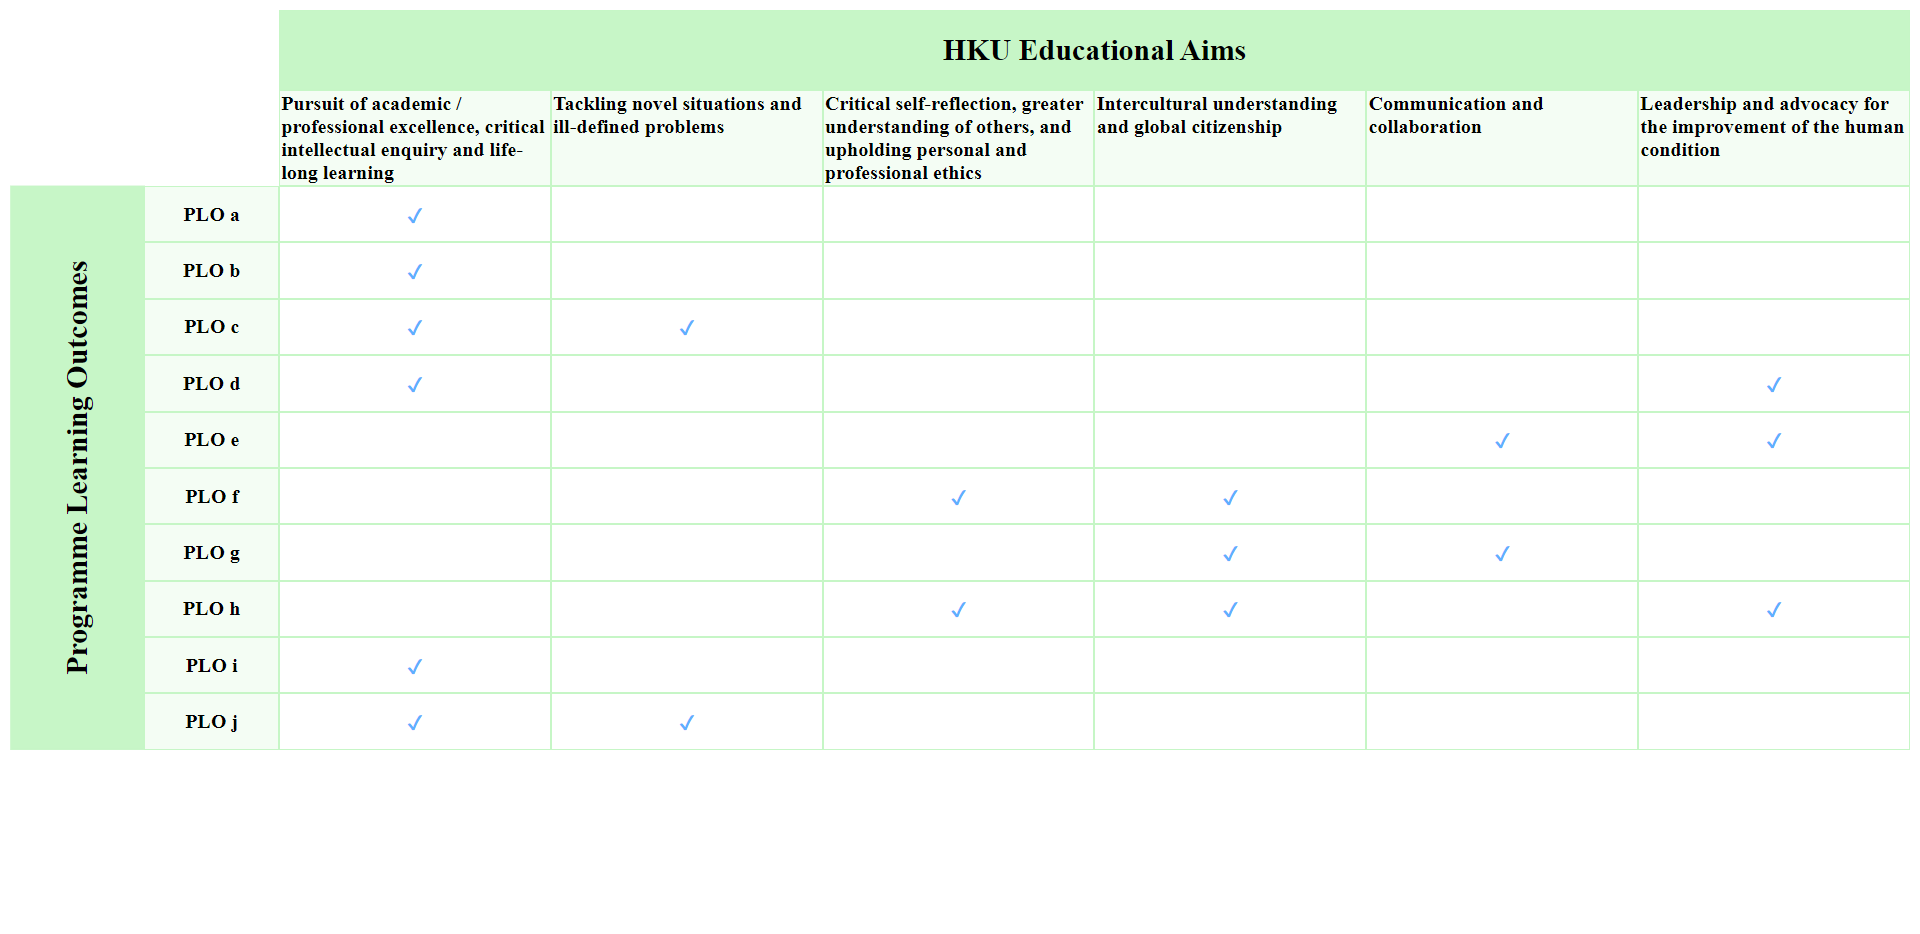 HKU Educational Aims
Pursuit of academic /
professional excellence, critical
intellectual enquiry and life-
long learning
Tackling novel situations and
ill-defined problems
Critical self-reflection, greater
understanding of others, and
upholding personal and
professional ethics
Intercultural understanding
and global citizenship
Communication and
collaboration
Leadership and advocacy for
the improvement of the human
condition
Programme Learning Outcomes
PLO a ✓
PLO b ✓
PLO c ✓ ✓
PLO d ✓ ✓
PLO e ✓ ✓
PLO f ✓ ✓
PLO g ✓ ✓
PLO h ✓ ✓ ✓
PLO i ✓
PLO j ✓ ✓